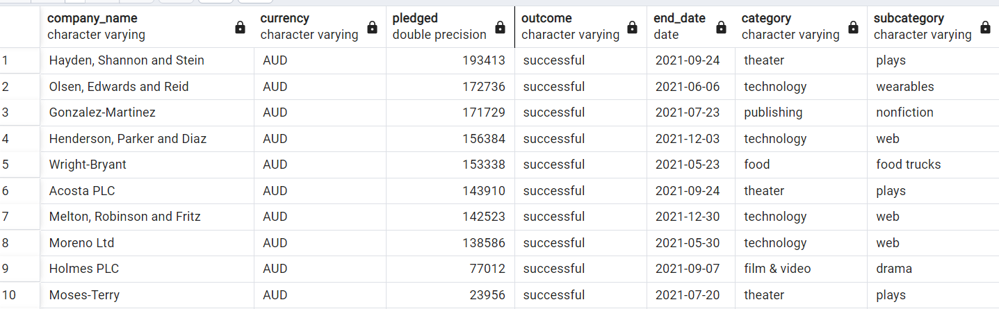 company_name currency pledged outcome end_date category subcategory
character varying character varying double precision character varying date character varying character varying
1 Hayden, Shannon and Stein AUD 193413 successful 2021-09-24 theater plays
2 Olsen, Edwards and Reid AUD 172736 successful 2021-06-06 technology wearables
3 Gonzalez-Martinez AUD 171729 successful 2021-07-23 publishing nonfiction
4 Henderson, Parker and Diaz AUD 156384 successful 2021-12-03 technology web
5 Wright-Bryant AUD 153338 successful 2021-05-23 food food trucks
6 Acosta PLC AUD 143910 successful 2021-09-24 theater plays
7 Melton, Robinson and Fritz AUD 142523 successful 2021-12-30 technology web
8 Moreno Ltd AUD 138586 successful 2021-05-30 technology web
9 Holmes PLC AUD 77012 successful 2021-09-07 film & video drama
10 Moses-Terry AUD 23956 successful 2021-07-20 theater plays